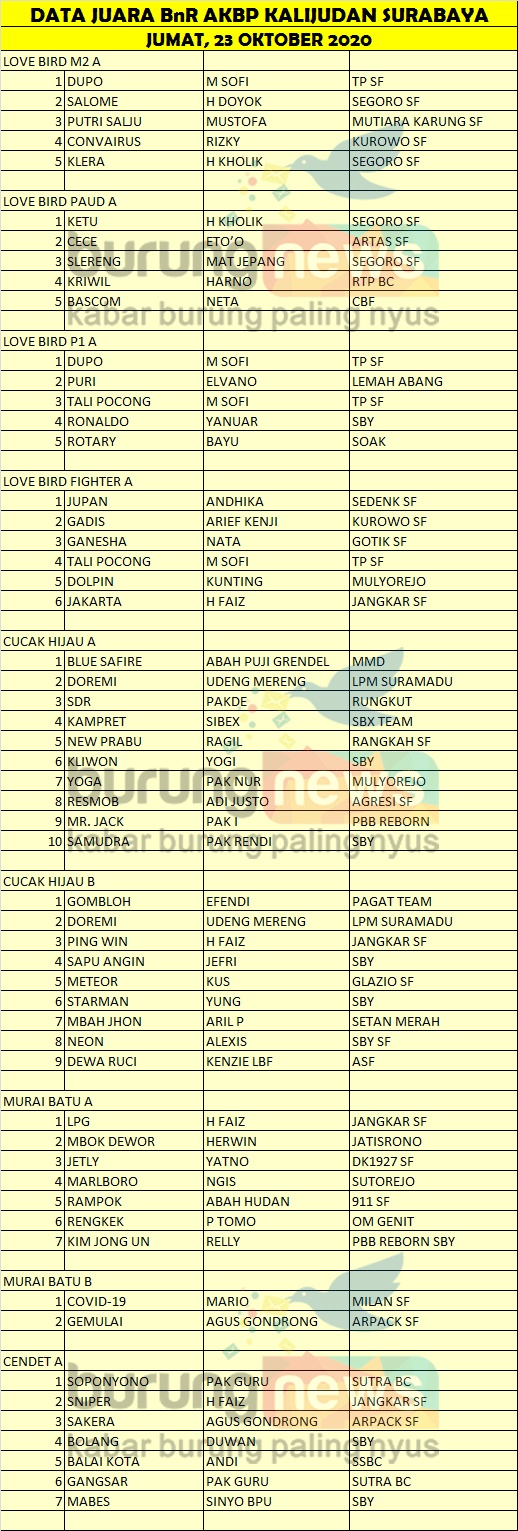 DATA JUARA BnR AKBP KALIJUDAN SURABAYA
JUMAT, 23 OKTOBER 2020
LOVE BIRD M2 A
1 DUPO M SOFI TP SF
2 SALOME H DOYOK SEGORO SF
3 PUTRI SALJU MUSTOFA MUTIARA KARUNG SF
4 CONVAIRUS RIZKY KUROWO SF
5 KLERA H KHOLIK SEGORO SF
LOVE BIRD PAUD A
1 KETU H KHOLIK SEGORO SF
2 CECE ETO'O ARTAS SF
3 SLERENG MAT JEPANG SEGORO SF
4 KRIWIL HARNO RTP BC
5 BASCOM NETA CBF
burungnews
kabar burung paling nyus
LOVE BIRD P1 A
1 DUPO M SOFI TP SF
2 PURI ELVANO LEMAH ABANG
3 TALI POCONG M SOFI TP SF
4 RONALDO YANUAR SBY
5 ROTARY BAYU SOAK
LOVE BIRD FIGHTER A
1 JUPAN ANDHIKA SEDENK SF
2 GADIS ARIEF KENJI KUROWO SF
3 GANESHA NATA GOTIK SF
4 TALI POCONG M SOFI TP SF
5 DOLPIN KUNTING MULYOREJO
6 JAKARTA H FAIZ JANGKAR SF
CUCAK HIJAU A
1 BLUE SAFIRE ABAH PUJI GRENDEL MMD
2 DOREMI UDENG MERENG LPM SURAMADU
3 SDR PAKDE RUNGKUT
4 KAMPRET SIBEX SBX TEAM
5 NEW PRABU RAGIL RANGKAH SF
6 KLIWON YOGI SBY
7 YOGA PAK NUR MULYOREJO
8 RESMOB ADI JUSTO AGRESI SF
9 MR. JACK PAK I PBB REBORN
10 SAMUDRA PAK RENDI SBY
burungnews
kabar burung paling nyus
CUCAK HIJAU B
1 GOMBLOH EFENDI PAGAT TEAM
2 DOREMI UDENG MERENG LPM SURAMADU
3 PING WIN H FAIZ JANGKAR SF
4 SAPU ANGIN JEFRI SBY
5 METEOR KUS GLAZIO SF
6 STARMAN YUNG SBY
7 MBAH JHON ARIL P SETAN MERAH
8 NEON ALEXIS SBY SF
9 DEWA RUCI KENZIE LBF ASF
MURAI BATU A
1 LPG H FAIZ JANGKAR SF
2 MBOK DEWOR HERWIN JATISRONO
3 JETLY YATNO DK1927 SF
4 MARLBORO NGIS SUTOREJO
5 RAMPOK ABAH HUDAN 911 SF
6 RENGKEK P TOMO OM GENIT
7 KIM JONG UN RELLY PBB REBORN SBY
MURAI BATU B
1 COVID-19 MARIO MILAN SF
2 GEMULAI AGUS GONDRONG ARPACK SF
CENDET A
1 SOPONYONO PAK GURU SUTRA BC
2 SNIPER H FAIZ JANGKAR SF
3 SAKERA AGUS GONDRONG ARPACK SF
4 BOLANG DUWAN SBY
5 BALAI KOTA ANDI SSBC
6 GANGSAR PAK GURU SUTRA BC
7 MABES SINYO BPU SBY
burungnews
kabar burung paling nyus